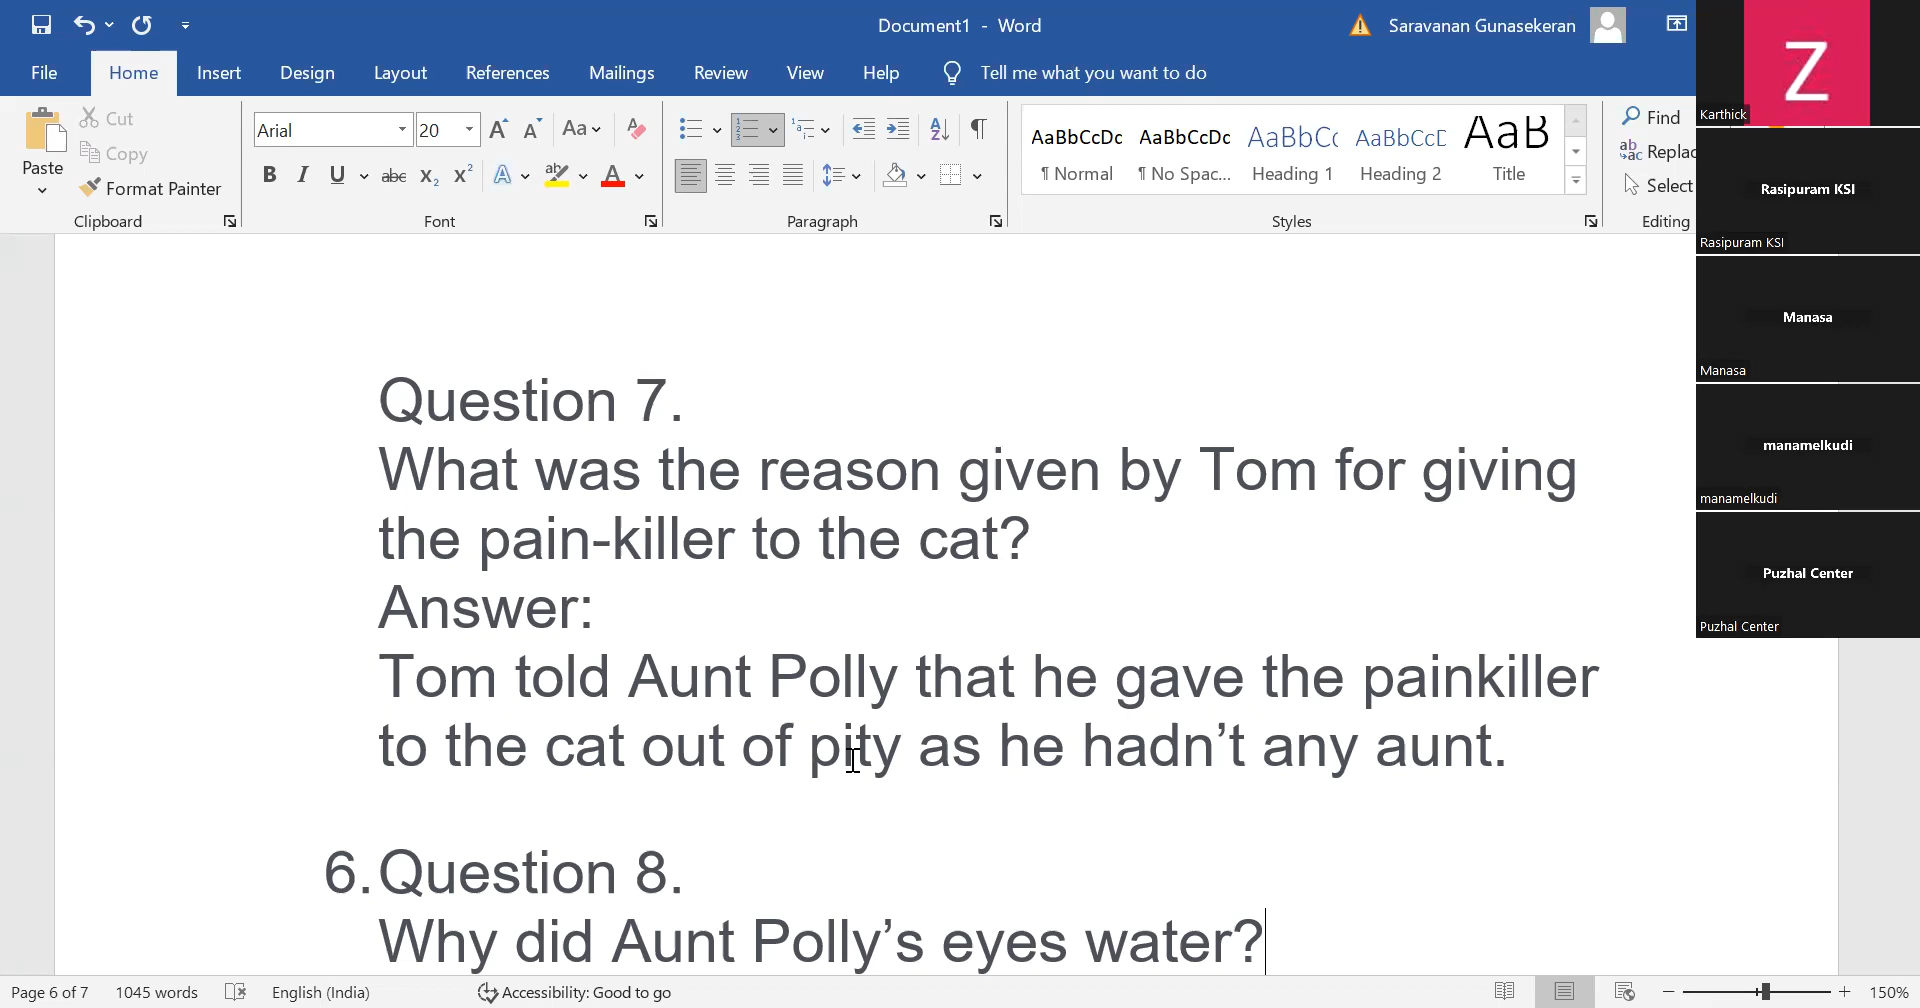 Document1 - Word
Saravanan Gunasekeran
File
Home
Insert
Design
Layout
References
Mailings
Review
View
Help
Tell me what you want to do
Paste
Cut
Copy
Format Painter
Clipboard
Arial
20
Font
Paragraph
AaBbCcDc
¶ Normal
AaBbCcDc
¶ No Spac...
AaBbCc
Heading 1
AaBbCcD
Heading 2
AaB
Title
Styles
Find
Replac
Select
Editing
Z
Karthick
Rasipuram KSI
Rasipuram KSI
Manasa
Manasa
manamelkudi
manamelkudi
Puzhal Center
Puzhal Center
Question 7.
What was the reason given by Tom for giving
the pain-killer to the cat?
Answer:
Tom told Aunt Polly that he gave the painkiller
to the cat out of pity as he hadn’t any aunt.
6. Question 8.
Why did Aunt Polly’s eyes water?
Page 6 of 7
1045 words
English (India)
Accessibility: Good to go
150%